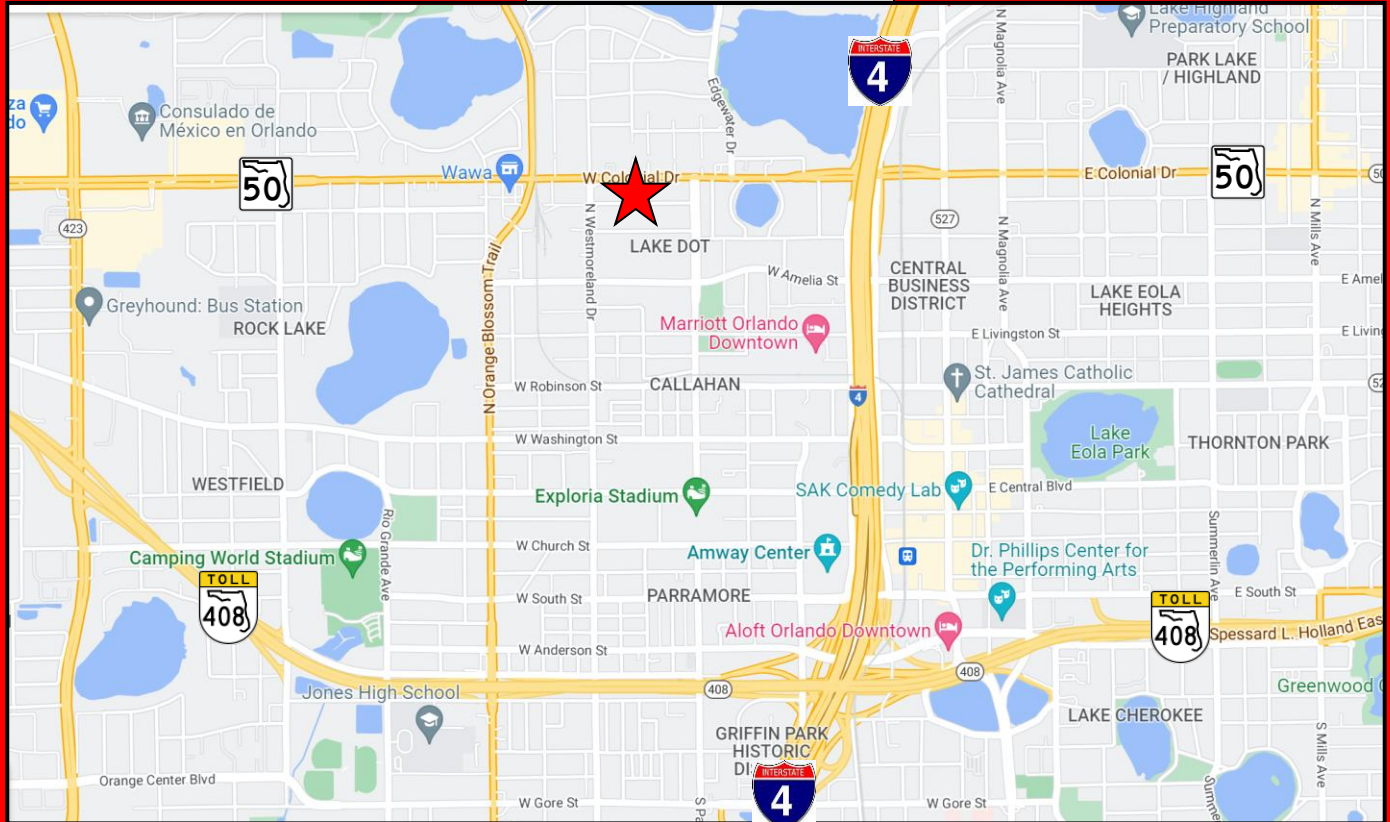 Lake Highland
Preparatory School
INTERSTATE
4
N Magnolia Ave
PARK LAKE
/ HIGHLAND
Edgewater Dr
za
do
Consulado de
México en Orlando
Wawa
W Colonial Dr
E Colonial Dr
50
50
50
423
527
N Westmoreland Dr
N Magnolia Ave
N Mills Ave
LAKE DOT
W Amelia St
CENTRAL
BUSINESS
DISTRICT
LAKE EOLA
HEIGHTS
E Amel
N Orange Blossom Trail
Greyhound: Bus Station
ROCK LAKE
Marriott Orlando
Downtown
E Livingston St
E Livin
W Robinson St
CALLAHAN
4
St. James Catholic
Cathedral
52
W Washington St
Lake
Eola Park
THORNTON PARK
WESTFIELD
Exploria Stadium
SAK Comedy Lab
E Central Blvd
Rio Grande Ave
Summerlin Ave
Camping World Stadium
W Church St
Amway Center
Dr. Phillips Center for
the Performing Arts
TOLL
408
W South St
PARRAMORE
E South St
TOLL
408
Spessard L. Holland Eas
Aloft Orlando Downtown
W Anderson St
408
408
Jones High School
Greenwood C
LAKE CHEROKEE
GRIFFIN PARK
HISTORIC
DI
INTERSTATE
4
S Mills Ave
Orange Center Blvd
W Gore St
S Pa
W Gore St
Summe